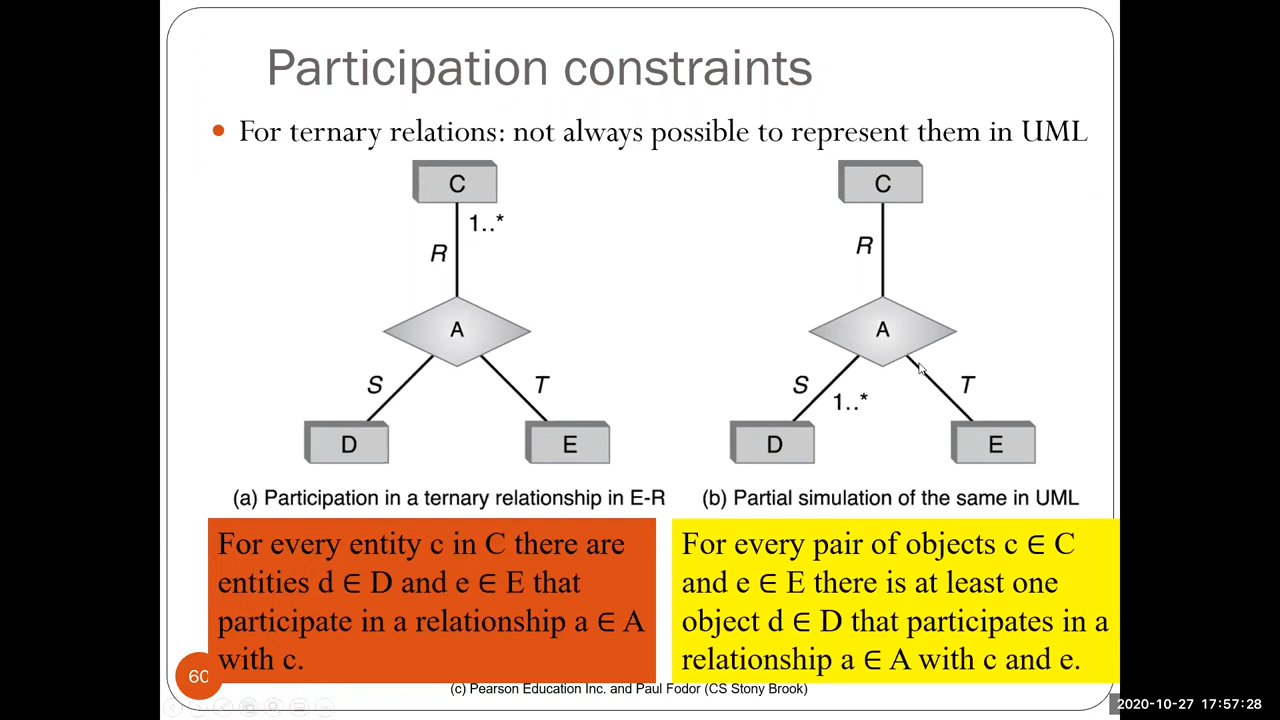 Participation constraints
• For ternary relations: not always possible to represent them in UML
C
1..*
R
A
S
T
D
E
(a) Participation in a ternary relationship in E-R
C
R
A
S
1..*
T
D
E
(b) Partial simulation of the same in UML
For every entity c in C there are
entities d ∈ D and e ∈ E that
participate in a relationship a ∈ A
with c.
For every pair of objects c ∈ C
and e ∈ E there is at least one
object d ∈ D that participates in a
relationship a ∈ A with c and e.
60
(c) Pearson Education Inc. and Paul Fodor (CS Stony Brook)
2020-10-27 17:57:28